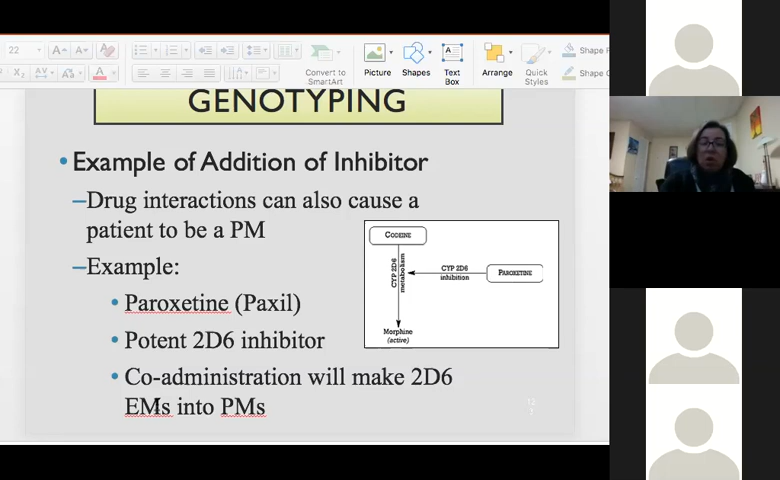 22
A A A
Convert to
SmartArt
Picture
Shapes
Text
Box
Arrange
Quick
Styles
Shape
Shape
GENOTYPING
• Example of Addition of Inhibitor
–Drug interactions can also cause a
patient to be a PM
–Example:
• Paroxetine (Paxil)
• Potent 2D6 inhibitor
• Co-administration will make 2D6
EMs into PMs
CODEINE
CYP 2D6
metabolism
CYP 2D6
inhibition
PAROXETINE
Morphine
(active)